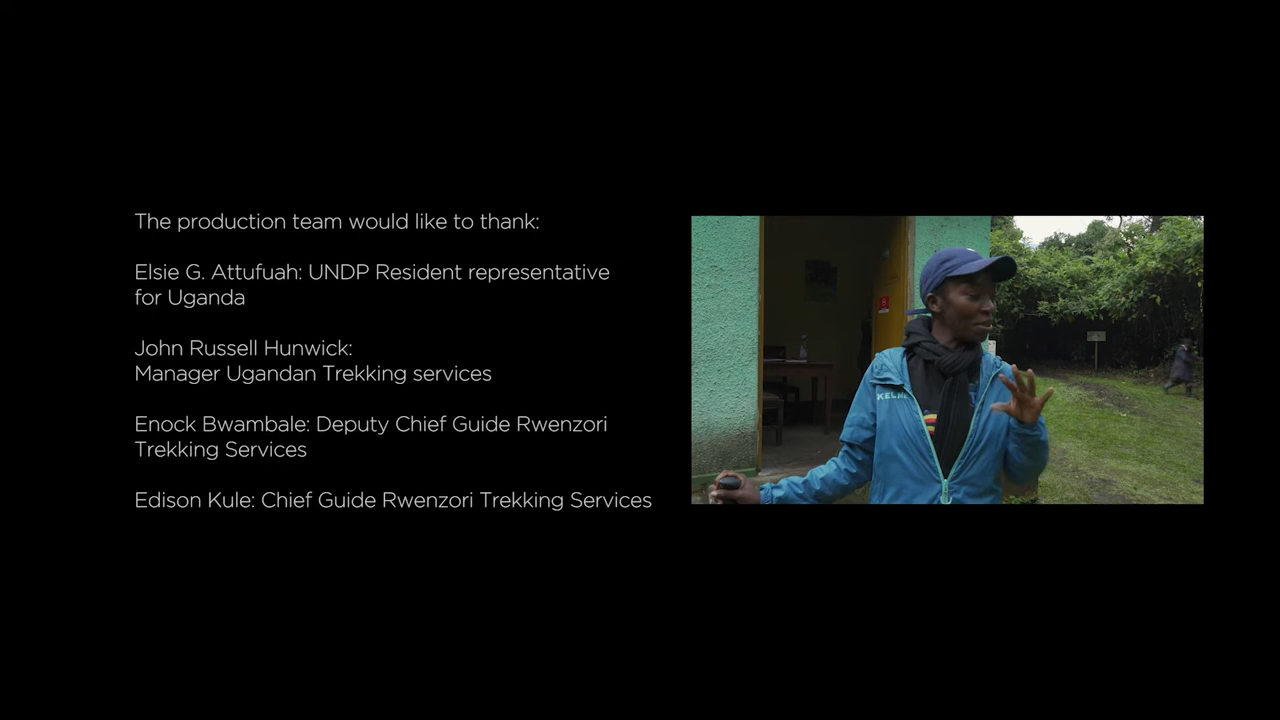 The production team would like to thank:
Elsie G. Attufuah: UNDP Resident representative
for Uganda
John Russell Hunwick:
Manager Ugandan Trekking services
Enock Bwambale: Deputy Chief Guide Rwenzori
Trekking Services
Edison Kule: Chief Guide Rwenzori Trekking Services
KELME